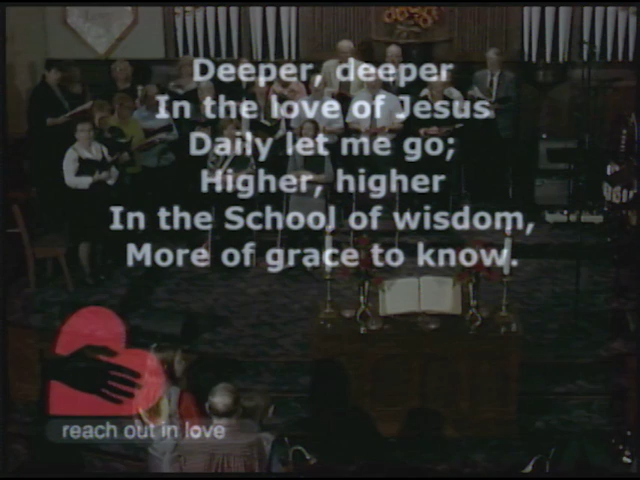 Deeper, deeper
In the love of Jesus
Daily let me go;
Higher, higher
In the School of wisdom,
More of grace to know.
reach out in love